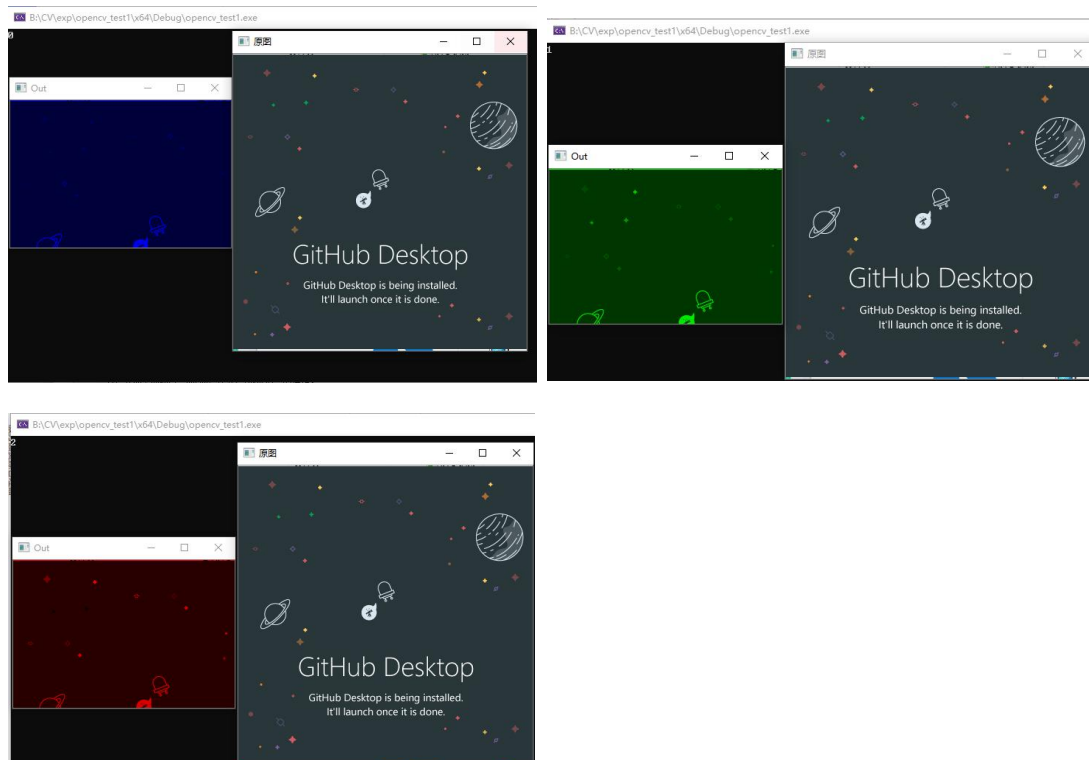 B:\CV\exp\opencv_test1\x64\Debug\opencv_test1.exe
0
原图
Out
GitHub Desktop
GitHub Desktop is being installed.
It'll launch once it is done.
B:\CV\exp\opencv_test1\x64\Debug\opencv_test1.exe
1
原图
Out
GitHub Desktop
GitHub Desktop is being installed.
It'll launch once it is done.
B:\CV\exp\opencv_test1\x64\Debug\opencv_test1.exe
2
原图
Out
GitHub Desktop
GitHub Desktop is being installed.
It'll launch once it is done.